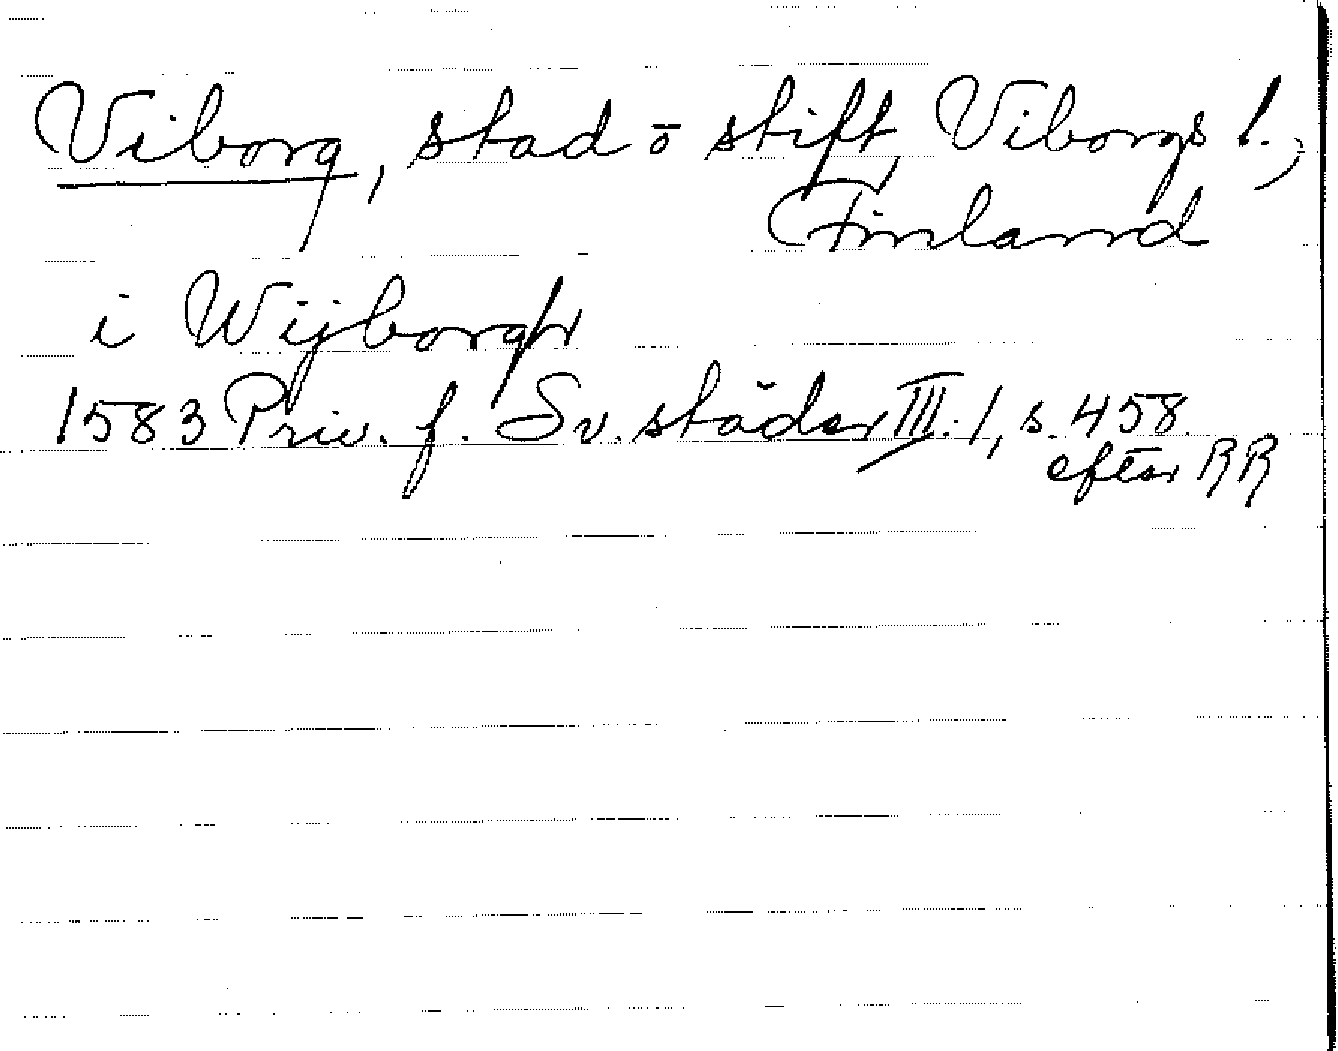 Viborg, stad o stift, Viborgs l.,
Finland
i Wijborgh
1583 Priv. f. Sv. städer III. 1, s. 458.
efter RR